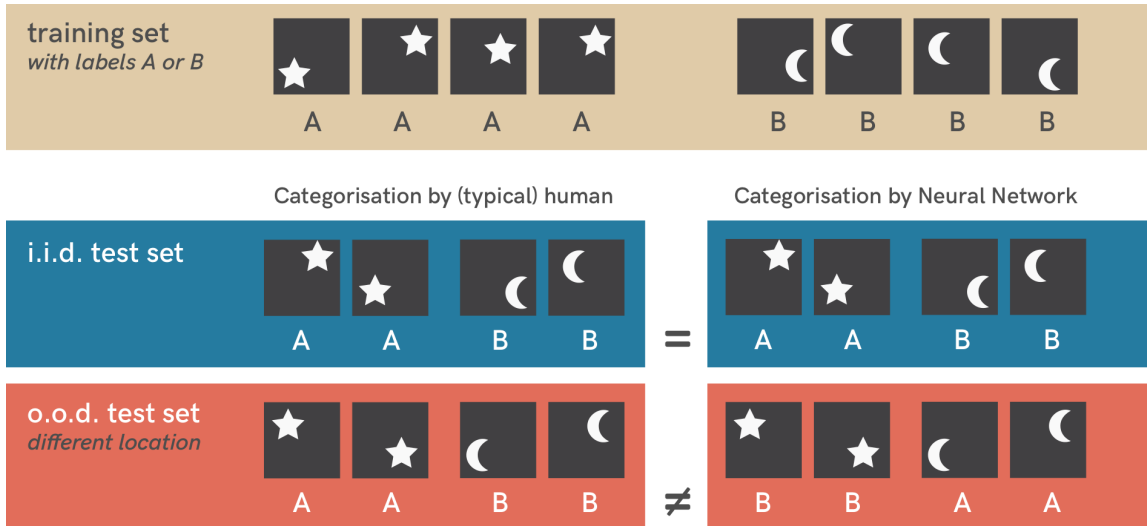 training set
with labels A or B
A A A A B B B B
Categorisation by (typical) human Categorisation by Neural Network
i.i.d. test set
A A B B = A A B B
o.o.d. test set
different location
A A B B ≠ B B A A